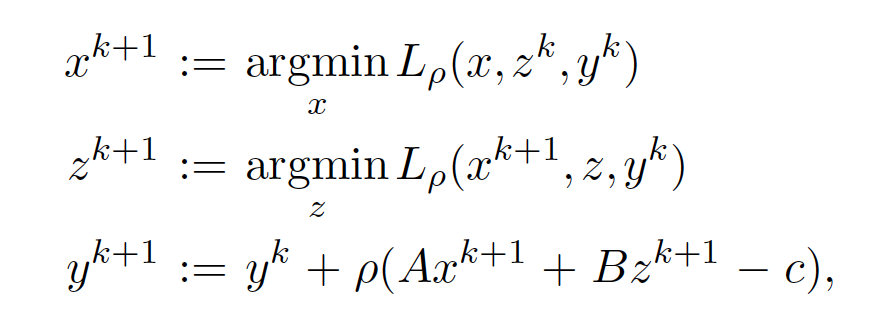 x^{k+1} := argmin_x L_ρ(x, z^k, y^k)
z^{k+1} := argmin_z L_ρ(x^{k+1}, z, y^k)
y^{k+1} := y^k + ρ(Ax^{k+1} + Bz^{k+1} − c),